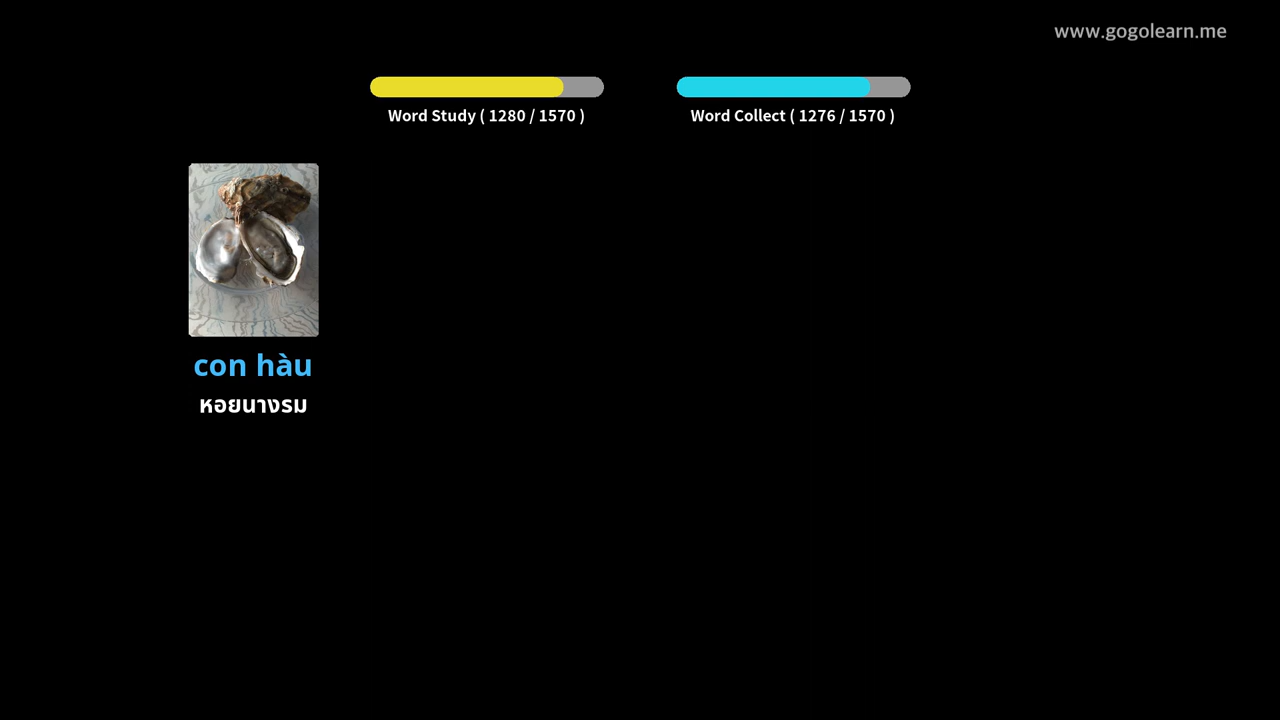 www.gogolearn.me
Word Study ( 1280 / 1570 )
Word Collect ( 1276 / 1570 )
con hàu
หอยนางรม